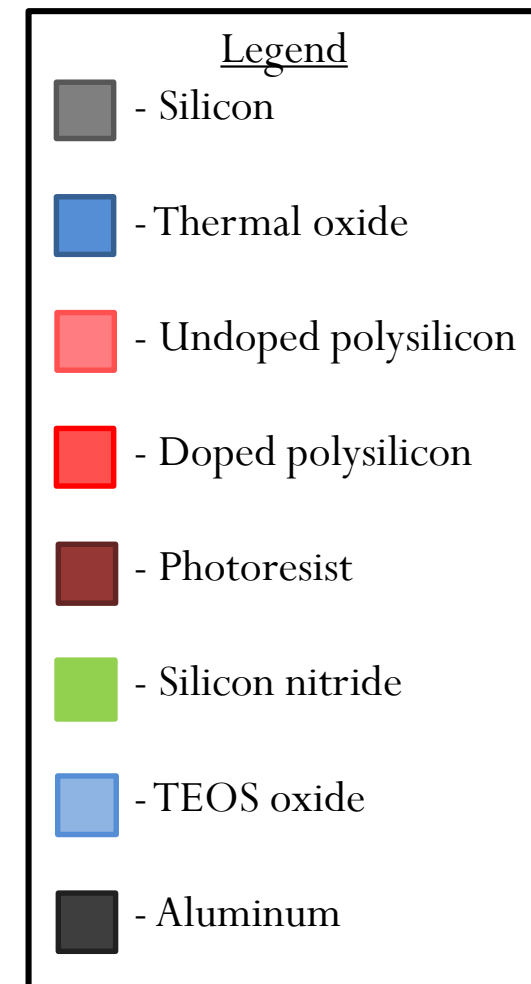 Legend
- Silicon
- Thermal oxide
- Undoped polysilicon
- Doped polysilicon
- Photoresist
- Silicon nitride
- TEOS oxide
- Aluminum